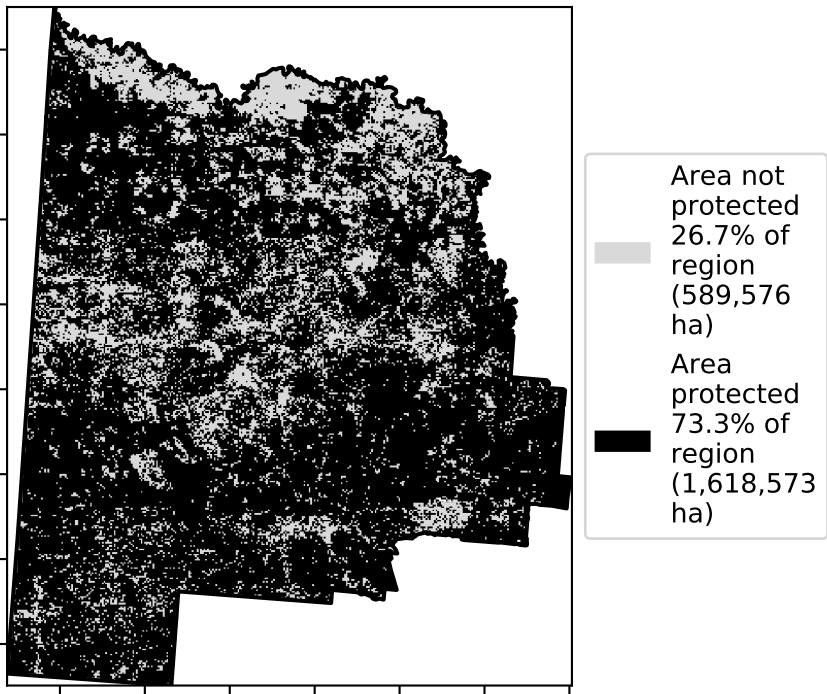 Area not
protected
26.7% of
region
(589,576
ha)
Area
protected
73.3% of
region
(1,618,573
ha)